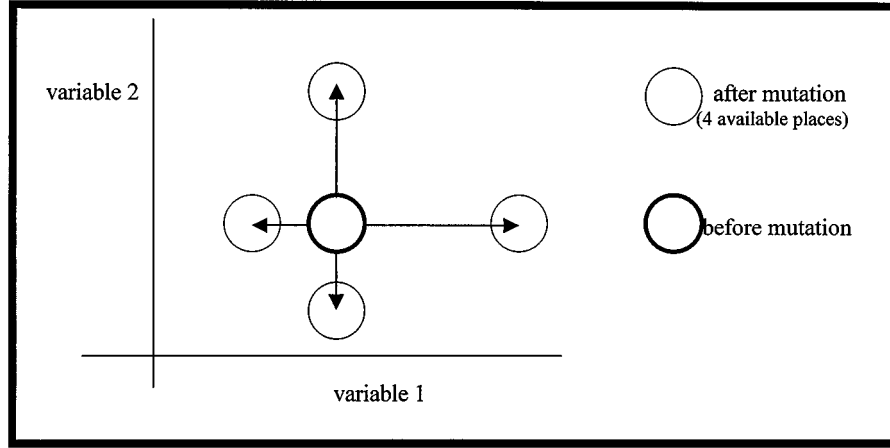 variable 2
after mutation
(4 available places)
before mutation
variable 1